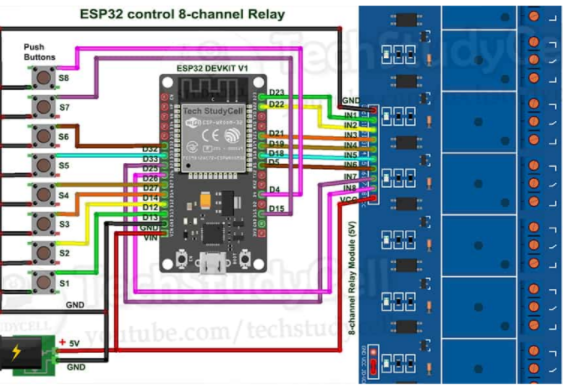 ESP32 control 8-channel Relay
Push
Buttons
ESP32 DEVKIT V1
TechStudyCell
S8
S7
S6
S5
S4
S3
S2
S1
Tech StudyCell
D32
D33
D25
D26
D27
D14
D12
D13
GND
VIN
D23
D22
D21
D19
D18
D4
D15
GND
IN1
IN2
IN3
IN4
IN5
IN6
IN7
IN8
VCC
8-channel Relay Module (5V)
GND
TechStudyCell
youtube.com/techstudyc
+ 5V
GND